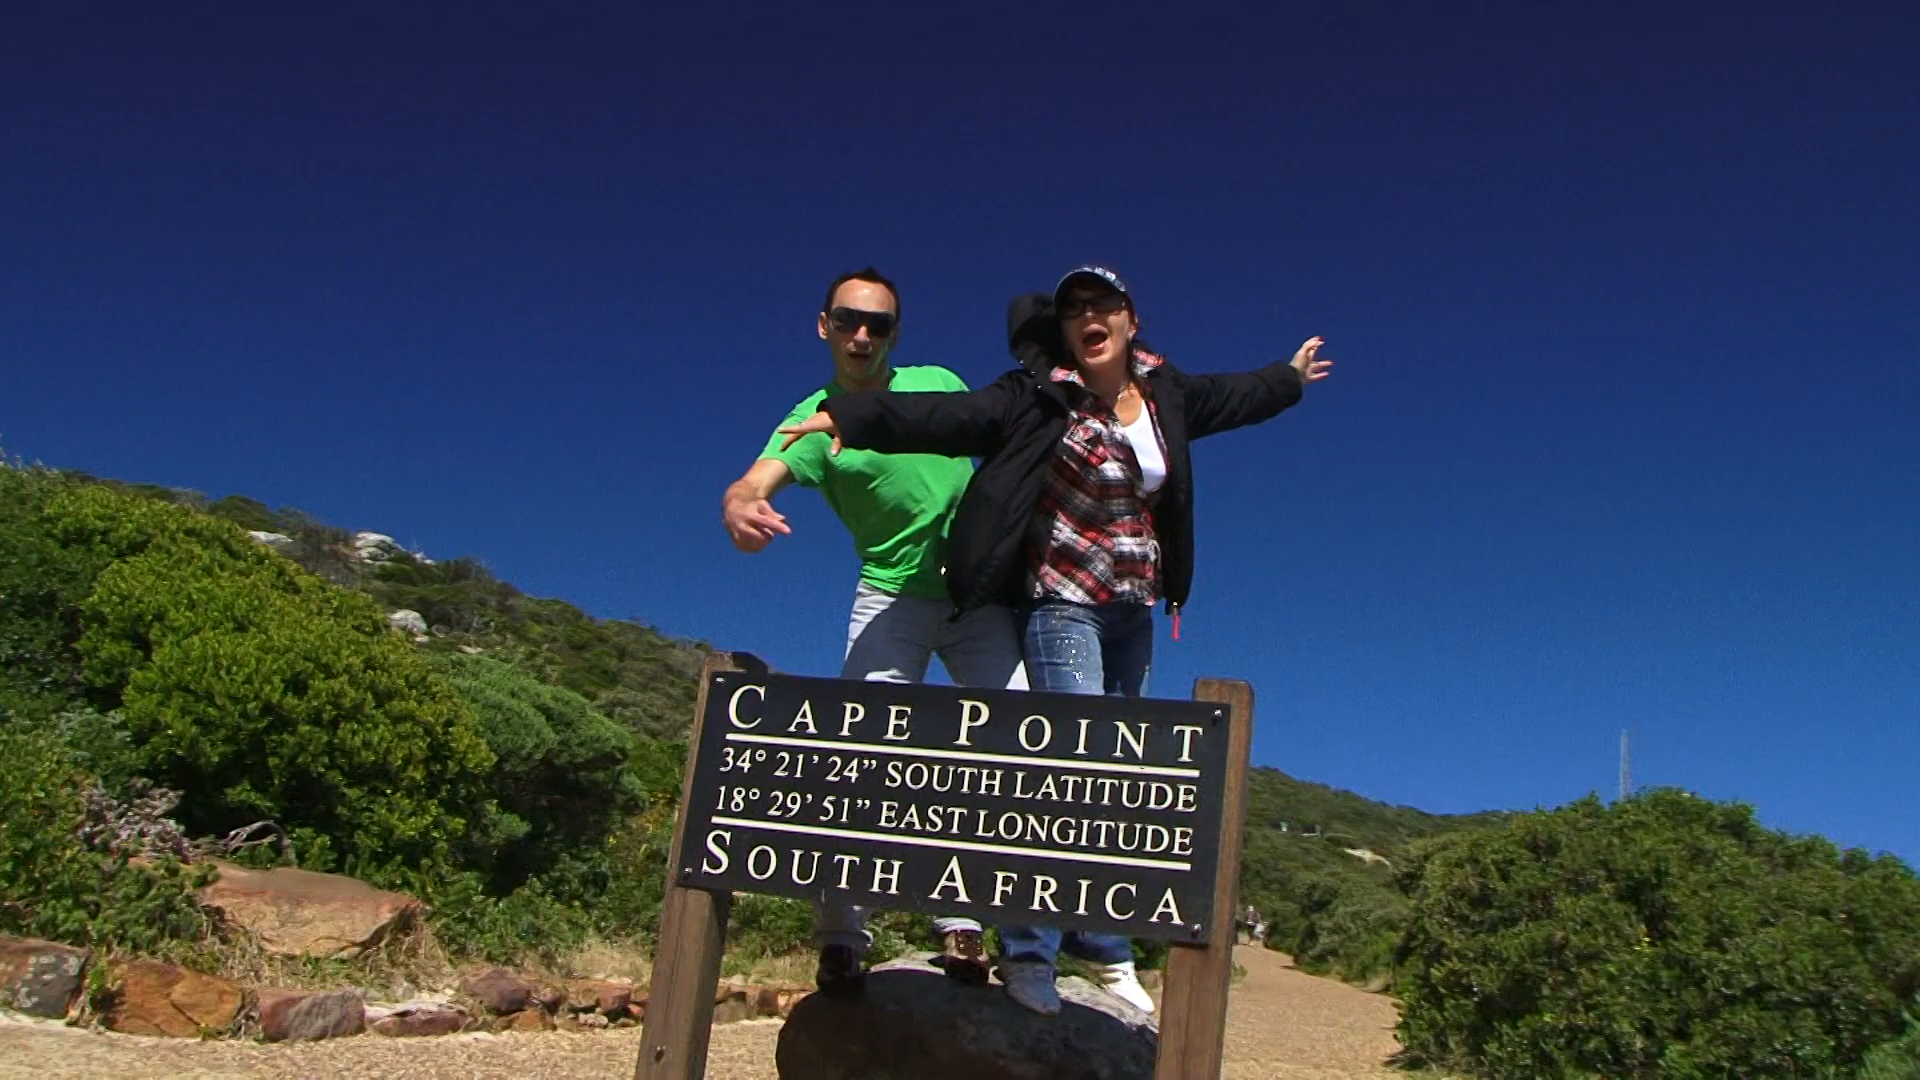 CAPE POINT
34° 21' 24” SOUTH LATITUDE
18° 29' 51” EAST LONGITUDE
SOUTH AFRICA